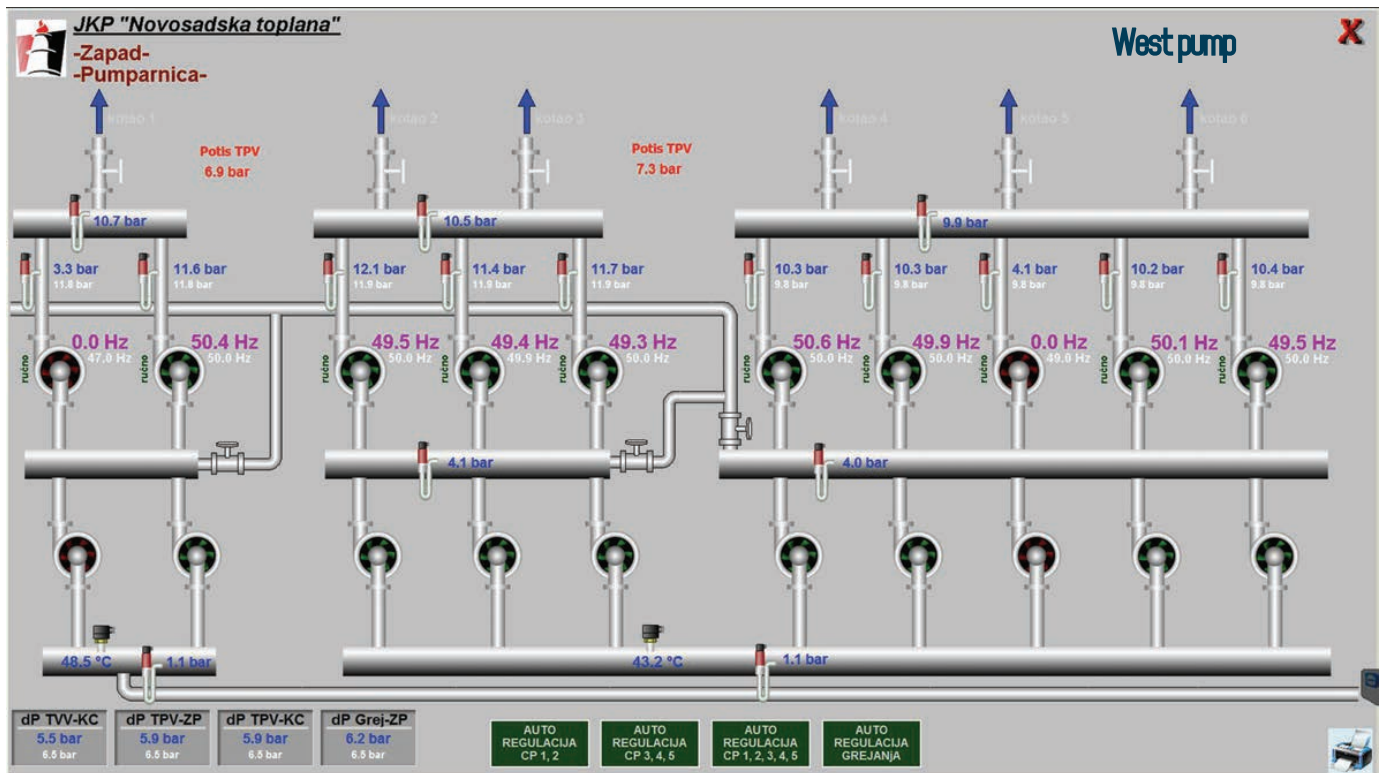 JKP "Novosadska toplana"
-Zapad-
-Pumparnica-
West pump
X
kotao 1
kotao 2
kotao 3
kotao 4
kotao 5
kotao 6
Potis TPV
6.9 bar
Potis TPV
7.3 bar
10.7 bar
10.5 bar
9.9 bar
3.3 bar
11.8 bar
11.6 bar
11.8 bar
12.1 bar
11.9 bar
11.4 bar
11.9 bar
11.7 bar
11.9 bar
10.3 bar
9.8 bar
10.3 bar
9.8 bar
4.1 bar
9.8 bar
10.2 bar
9.8 bar
10.4 bar
9.8 bar
0.0 Hz
47.0 Hz
ručno
50.4 Hz
50.0 Hz
ručno
49.5 Hz
50.0 Hz
ručno
49.4 Hz
49.9 Hz
ručno
49.3 Hz
50.0 Hz
ručno
50.6 Hz
50.0 Hz
ručno
49.9 Hz
50.0 Hz
ručno
0.0 Hz
49.0 Hz
ručno
50.1 Hz
50.0 Hz
ručno
49.5 Hz
50.0 Hz
ručno
4.1 bar
4.0 bar
48.5 °C
1.1 bar
43.2 °C
1.1 bar
dP TVV-KC
5.5 bar
6.5 bar
dP TPV-ZP
5.9 bar
6.5 bar
dP TPV-KC
5.9 bar
6.5 bar
dP Grej-ZP
6.2 bar
6.5 bar
AUTO
REGULACIJA
CP 1, 2
AUTO
REGULACIJA
CP 3, 4, 5
AUTO
REGULACIJA
CP 1, 2, 3, 4, 5
AUTO
REGULACIJA
GREJANjA